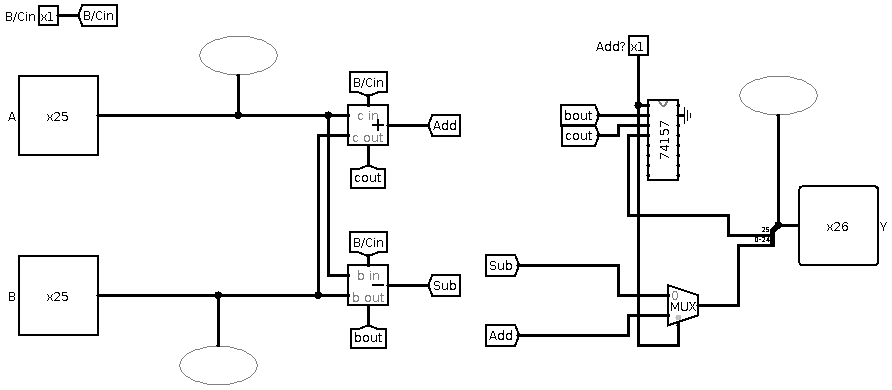 B/Cin x1 B/Cin
Add? x1
A x25
B/Cin
c in
+
c out
Add
cout
bout
cout
74157
25
0-24
x26 Y
B/Cin
B x25
b in
−
b out
Sub
bout
Sub
0
MUX
Add